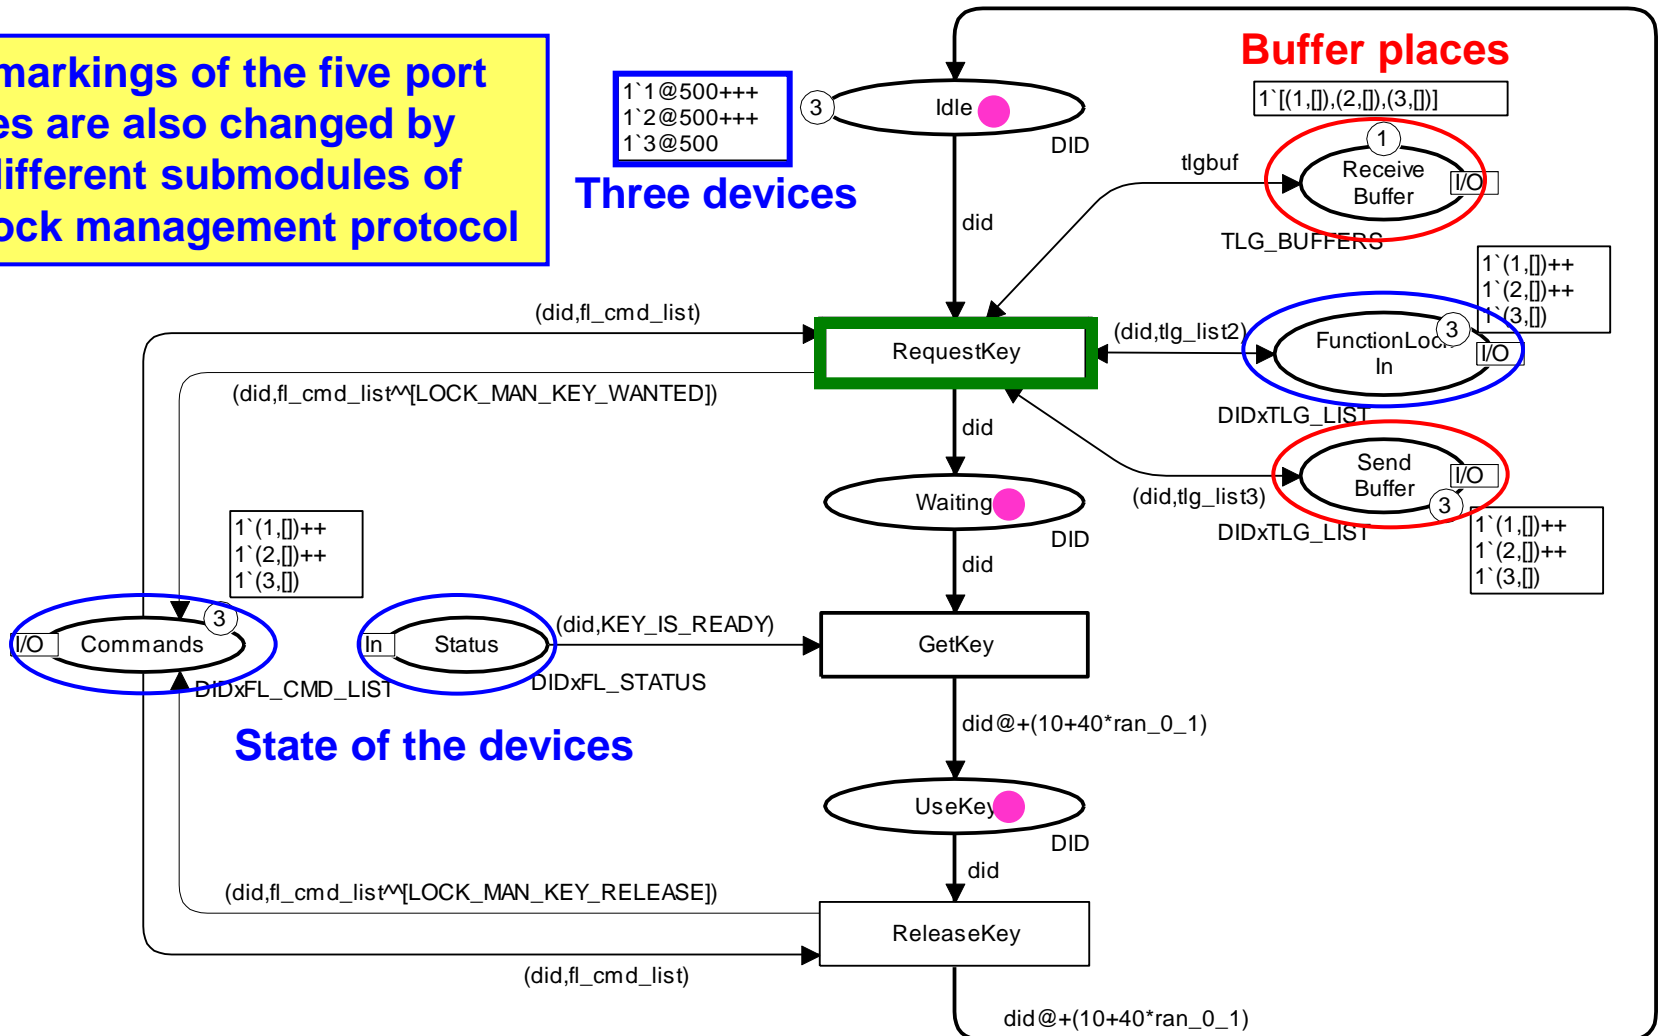 markings of the five port
es are also changed by
different submodules of
ock management protocol
1`1@500+++
1`2@500+++
1`3@500
3
Idle
DID
Three devices
Buffer places
1`[(1,[]),(2,[]),(3,[])]
1
Receive
Buffer
I/O
TLG_BUFFERS
tlgbuf
did
1`(1,[])++
1`(2,[])++
1`(3,[])
(did,fl_cmd_list)
RequestKey
(did,tlg_list2)
FunctionLock
In
3
I/O
DIDxTLG_LIST
(did,fl_cmd_list^^[LOCK_MAN_KEY_WANTED])
did
Send
Buffer
I/O
3
(did,tlg_list3)
DIDxTLG_LIST
1`(1,[])++
1`(2,[])++
1`(3,[])
Waiting
DID
did
1`(1,[])++
1`(2,[])++
1`(3,[])
3
I/O
Commands
DIDxFL_CMD_LIST
In
Status
DIDxFL_STATUS
(did,KEY_IS_READY)
GetKey
State of the devices
did@+(10+40*ran_0_1)
UseKey
DID
did
(did,fl_cmd_list^^[LOCK_MAN_KEY_RELEASE])
ReleaseKey
(did,fl_cmd_list)
did@+(10+40*ran_0_1)